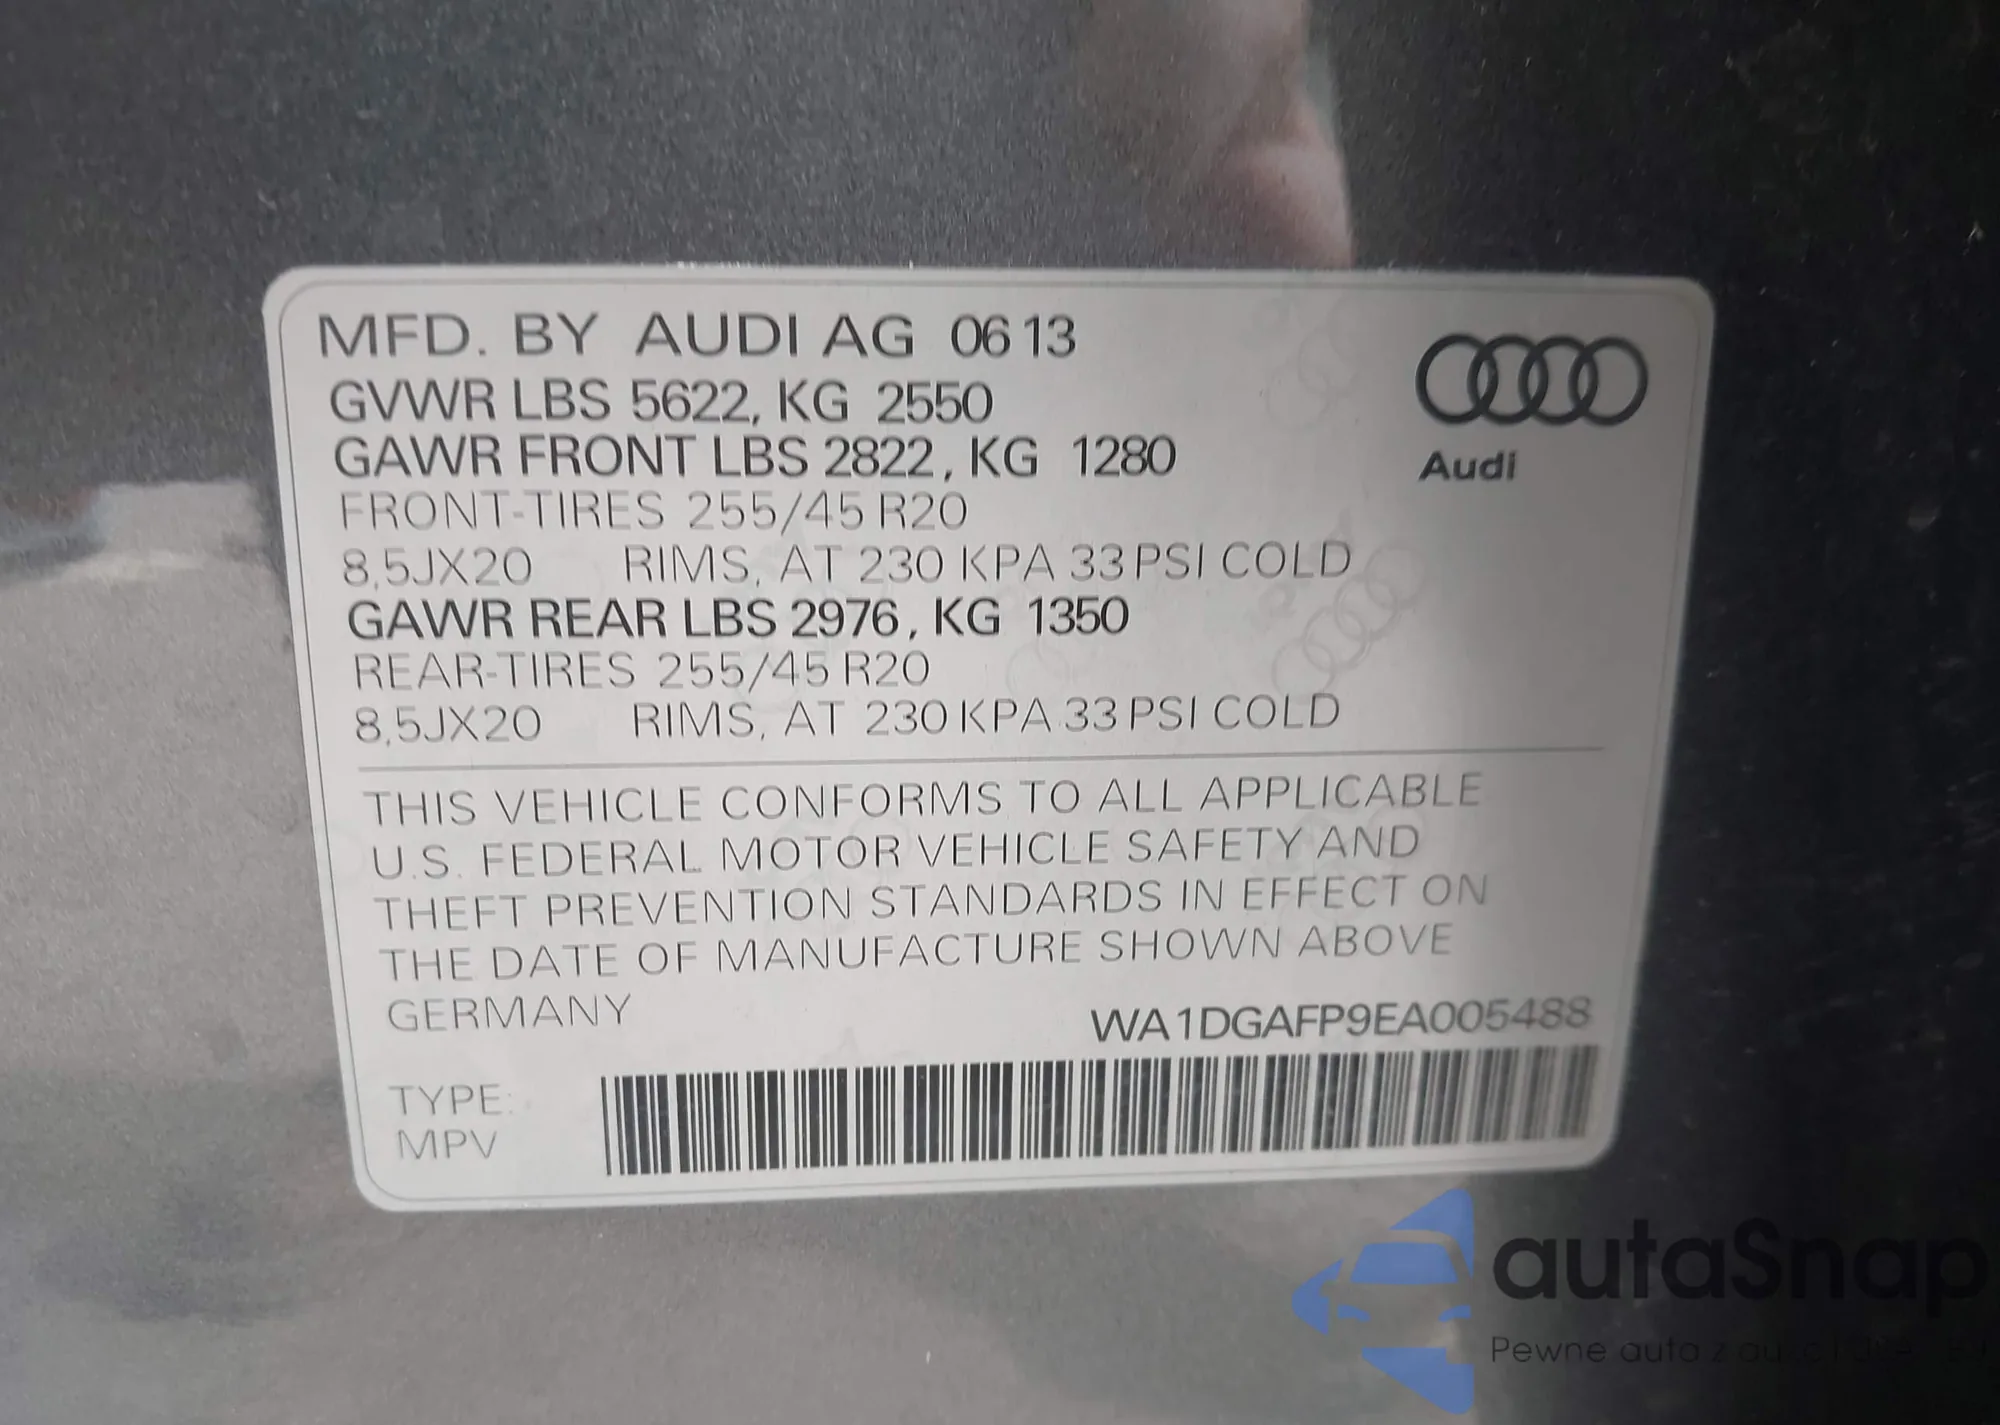 MFD. BY AUDI AG 0613
GVWR LBS 5622, KG 2550
GAWR FRONT LBS 2822, KG 1280
FRONT-TIRES 255/45 R20
8,5JX20 RIMS, AT 230 KPA 33 PSI COLD
GAWR REAR LBS 2976, KG 1350
REAR-TIRES 255/45 R20
8,5JX20 RIMS, AT 230 KPA 33 PSI COLD
Audi
THIS VEHICLE CONFORMS TO ALL APPLICABLE
U.S. FEDERAL MOTOR VEHICLE SAFETY AND
THEFT PREVENTION STANDARDS IN EFFECT ON
THE DATE OF MANUFACTURE SHOWN ABOVE
GERMANY WA1DGAFP9EA005488
TYPE:
MPV
autaSnap
Pewne auta z